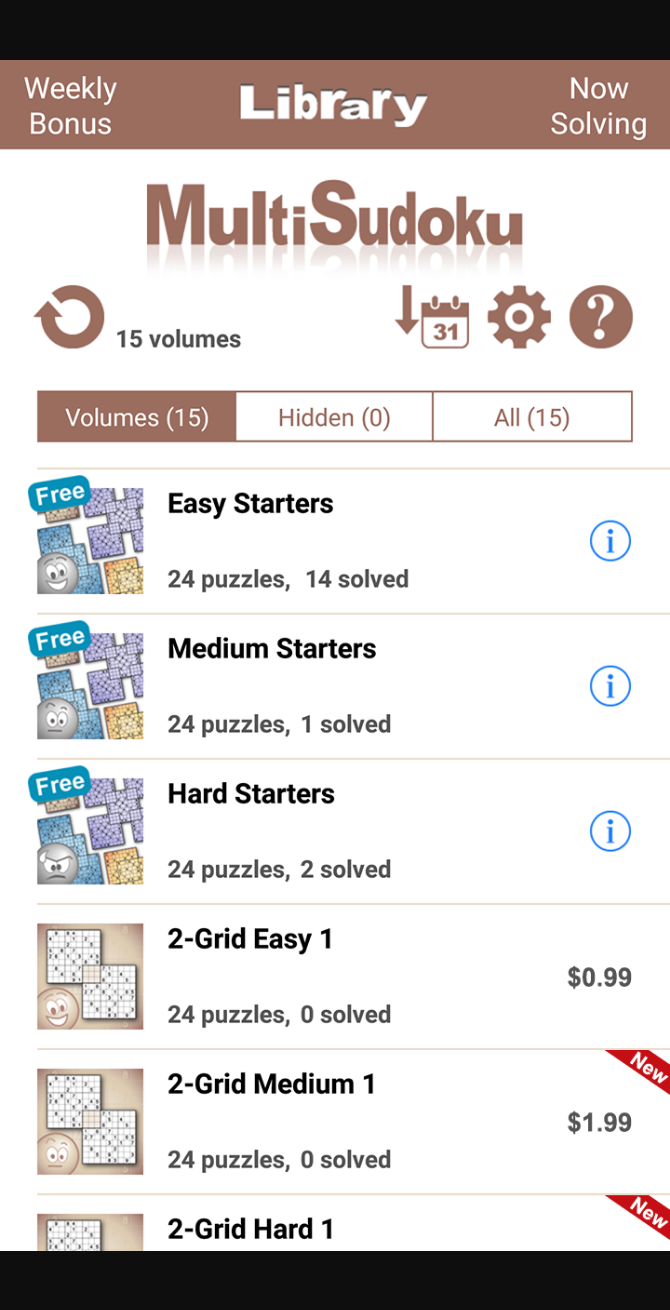 Weekly
Bonus
Library
Now
Solving
MultiSudoku
15 volumes
31
?
Volumes (15)
Hidden (0)
All (15)
Free
Easy Starters
i
24 puzzles, 14 solved
Free
Medium Starters
i
24 puzzles, 1 solved
Free
Hard Starters
i
24 puzzles, 2 solved
2-Grid Easy 1
$0.99
24 puzzles, 0 solved
New
2-Grid Medium 1
$1.99
24 puzzles, 0 solved
New
2-Grid Hard 1